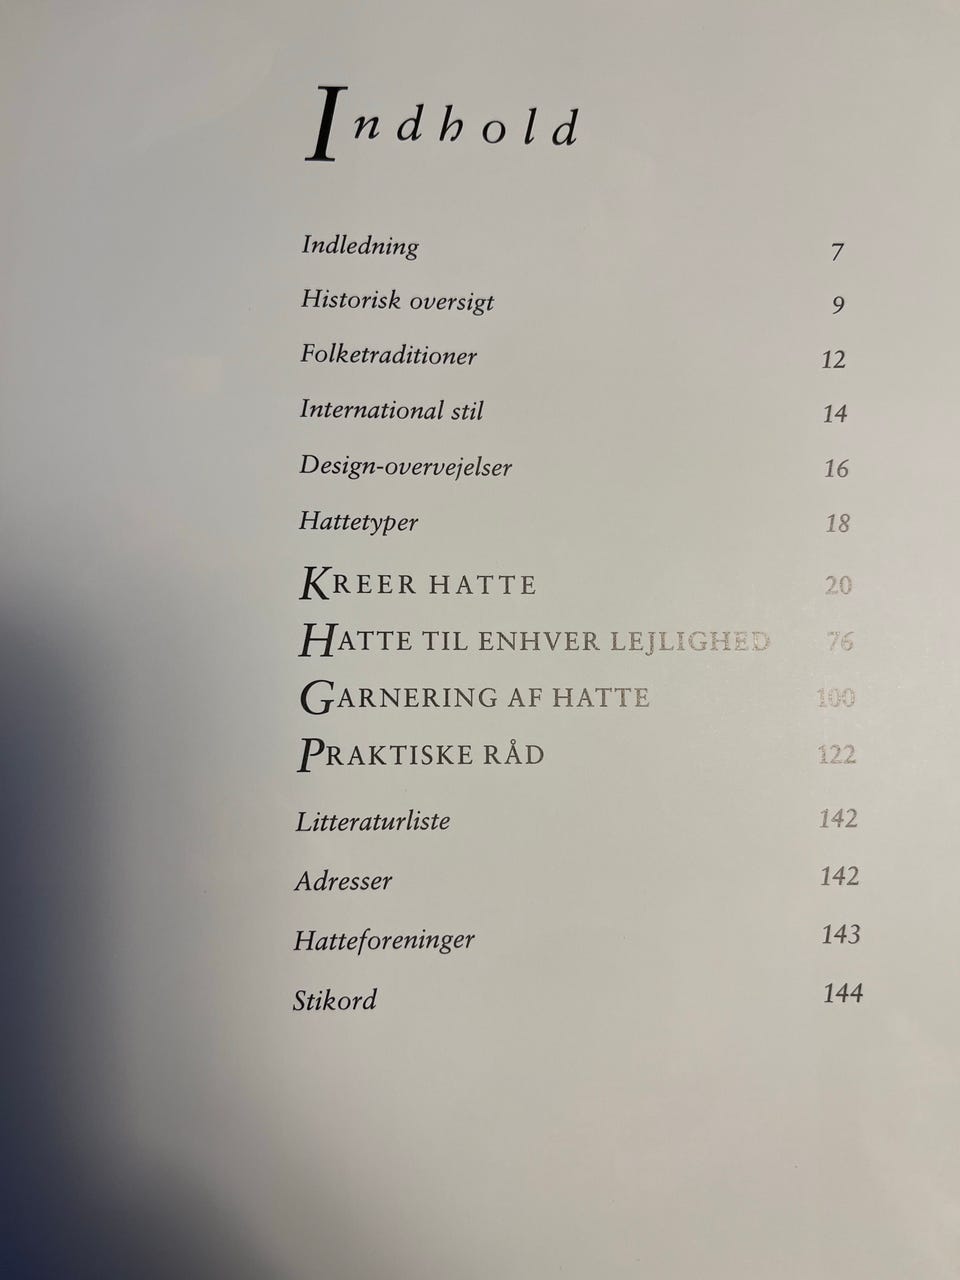 Indhold
Indledning 7
Historisk oversigt 9
Folketraditioner 12
International stil 14
Design-overvejelser 16
Hattetyper 18
KREER HATTE 20
HATTE TIL ENHVER LEJLIGHED 76
GARNERING AF HATTE 100
PRAKTISKE RÅD 122
Litteraturliste 142
Adresser 142
Hatteforeninger 143
Stikord 144